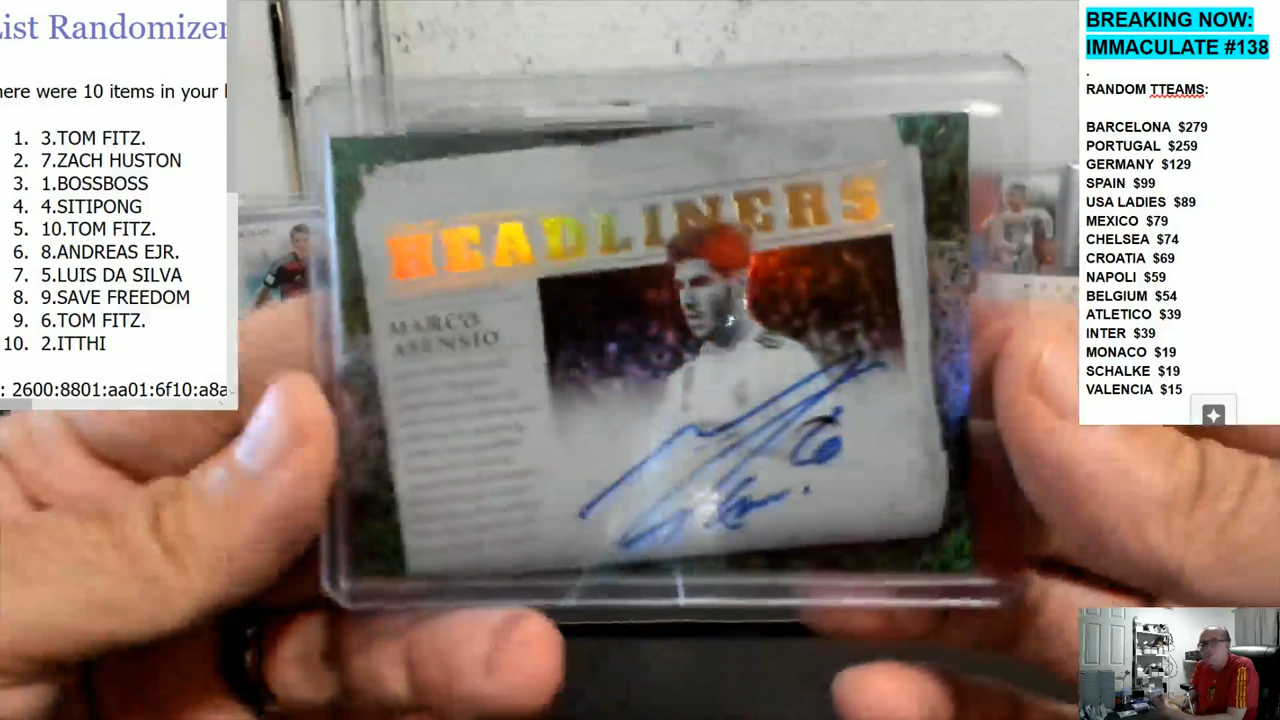 ist Randomizer
ere were 10 items in your l
1. 3.TOM FITZ.
2. 7.ZACH HUSTON
3. 1.BOSSBOSS
4. 4.SITIPONG
5. 10.TOM FITZ.
6. 8.ANDREAS EJR.
7. 5.LUIS DA SILVA
8. 9.SAVE FREEDOM
9. 6.TOM FITZ.
10. 2.ITTHI
: 2600:8801:aa01:6f10:a8a
HEADLINERS
MARCO
ASENSIO
BREAKING NOW:
IMMACULATE #138
.
RANDOM TTEAMS:
BARCELONA $279
PORTUGAL $259
GERMANY $129
SPAIN $99
USA LADIES $89
MEXICO $79
CHELSEA $74
CROATIA $69
NAPOLI $59
BELGIUM $54
ATLETICO $39
INTER $39
MONACO $19
SCHALKE $19
VALENCIA $15